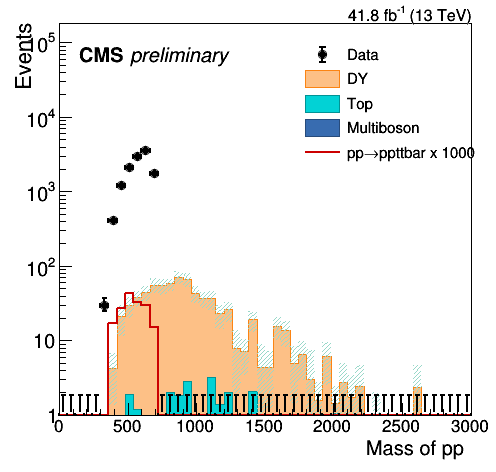 41.8 fb⁻¹ (13 TeV)
Events
CMS preliminary
Data
DY
Top
Multiboson
pp→ppttbar x 1000
10⁵
10⁴
10³
10²
10
1
0 500 1000 1500 2000 2500 3000
Mass of pp